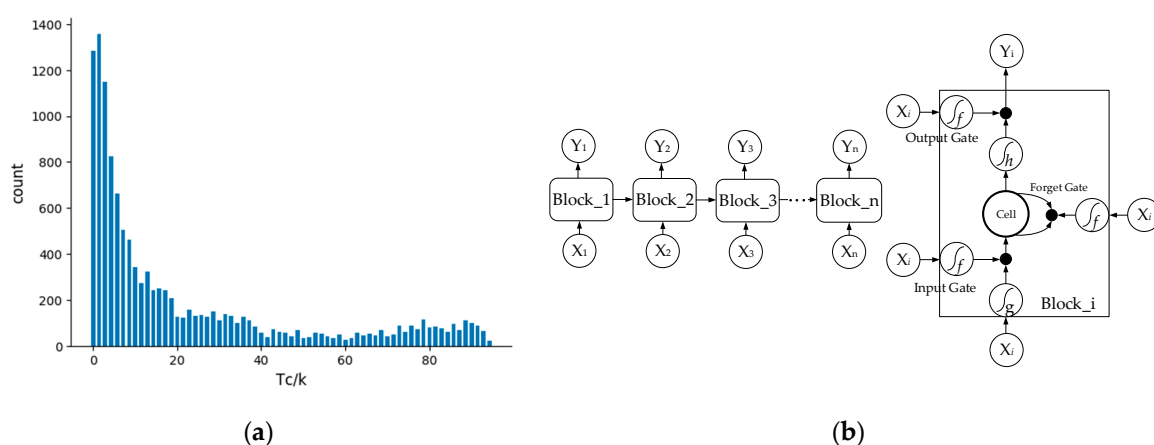 1400
1200
1000
800
600
400
200
0
count
0 20 40 60 80
Tc/k
(a)
Y₁ Y₂ Y₃ Yₙ
Block_1 Block_2 Block_3 Block_n
X₁ X₂ X₃ Xₙ
Yᵢ
Xᵢ f
Output Gate
h
Forget Gate
Cell
f Xᵢ
Xᵢ f
Input Gate
g Block_i
Xᵢ
(b)